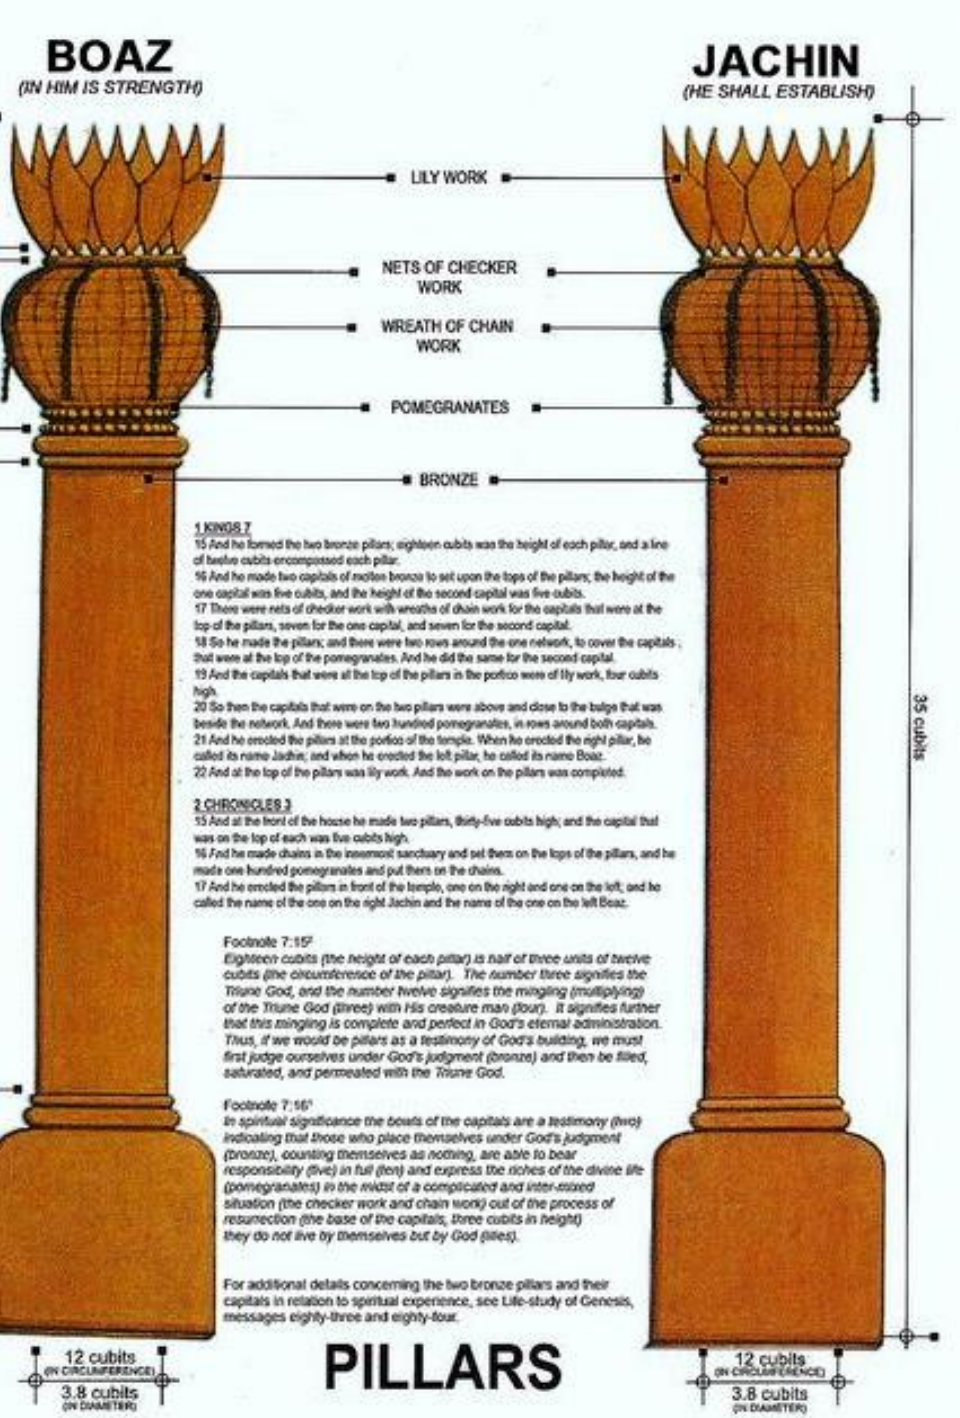 BOAZ
(IN HIM IS STRENGTH)
JACHIN
(HE SHALL ESTABLISH)
LILY WORK
NETS OF CHECKER
WORK
WREATH OF CHAIN
WORK
POMEGRANATES
BRONZE
1 KINGS 7
15 And he formed the two bronze pillars; eighteen cubits was the height of each pillar, and a line
of twelve cubits encompassed each pillar.
16 And he made two capitals of molten bronze to set upon the tops of the pillars; the height of the
one capital was five cubits, and the height of the second capital was five cubits.
17 There were nets of checker work with wreaths of chain work for the capitals that were at the
top of the pillars, seven for the one capital, and seven for the second capital.
18 So he made the pillars; and there were two rows around the one network, to cover the capitals
that were at the top of the pomegranates. And he did the same for the second capital.
19 And the capitals that were at the top of the pillars in the portico were of lily work, four cubits
high.
20 So then the capitals that were on the two pillars were above and close to the bulge that was
beside the network. And there were two hundred pomegranates, in rows around both capitals.
21 And he erected the pillars at the portico of the temple. When he erected the right pillar, he
called its name Jachin; and when he erected the left pillar, he called its name Boaz.
22 And at the top of the pillars was lily work. And the work on the pillars was completed.
2 CHRONICLES 3
15 And at the front of the house he made two pillars, thirty-five cubits high; and the capital that
was on the top of each was five cubits high.
16 And he made chains in the innermost sanctuary and set them on the tops of the pillars, and he
made one hundred pomegranates and put them on the chains.
17 And he erected the pillars in front of the temple, one on the right and one on the left; and he
called the name of the one on the right Jachin and the name of the one on the left Boaz.
Footnote 7:15²
Eighteen cubits (the height of each pillar) is half of three units of twelve
cubits (the circumference of the pillar). The number three signifies the
Triune God, and the number twelve signifies the mingling (multiplying)
of the Triune God (three) with His creature man (four). It signifies further
that this mingling is complete and perfect in God's eternal administration.
Thus, if we would be pillars as a testimony of God's building, we must
first judge ourselves under God's judgment (bronze) and then be filled,
saturated, and permeated with the Triune God.
Footnote 7:16¹
In spiritual significance the bowls of the capitals are a testimony (two)
indicating that those who place themselves under God's judgment
(bronze), counting themselves as nothing, are able to bear
responsibility (five) in full (ten) and express the riches of the divine life
(pomegranates) in the midst of a complicated and inter-mixed
situation (the checker work and chain work) out of the process of
resurrection (the base of the capitals, three cubits in height)
they do not live by themselves but by God (lilies).
For additional details concerning the two bronze pillars and their
capitals in relation to spiritual experience, see Life-study of Genesis,
messages eighty-three and eighty-four.
35 cubits
12 cubits
(IN CIRCUMFERENCE)
3.8 cubits
(IN DIAMETER)
PILLARS
12 cubits
(IN CIRCUMFERENCE)
3.8 cubits
(IN DIAMETER)